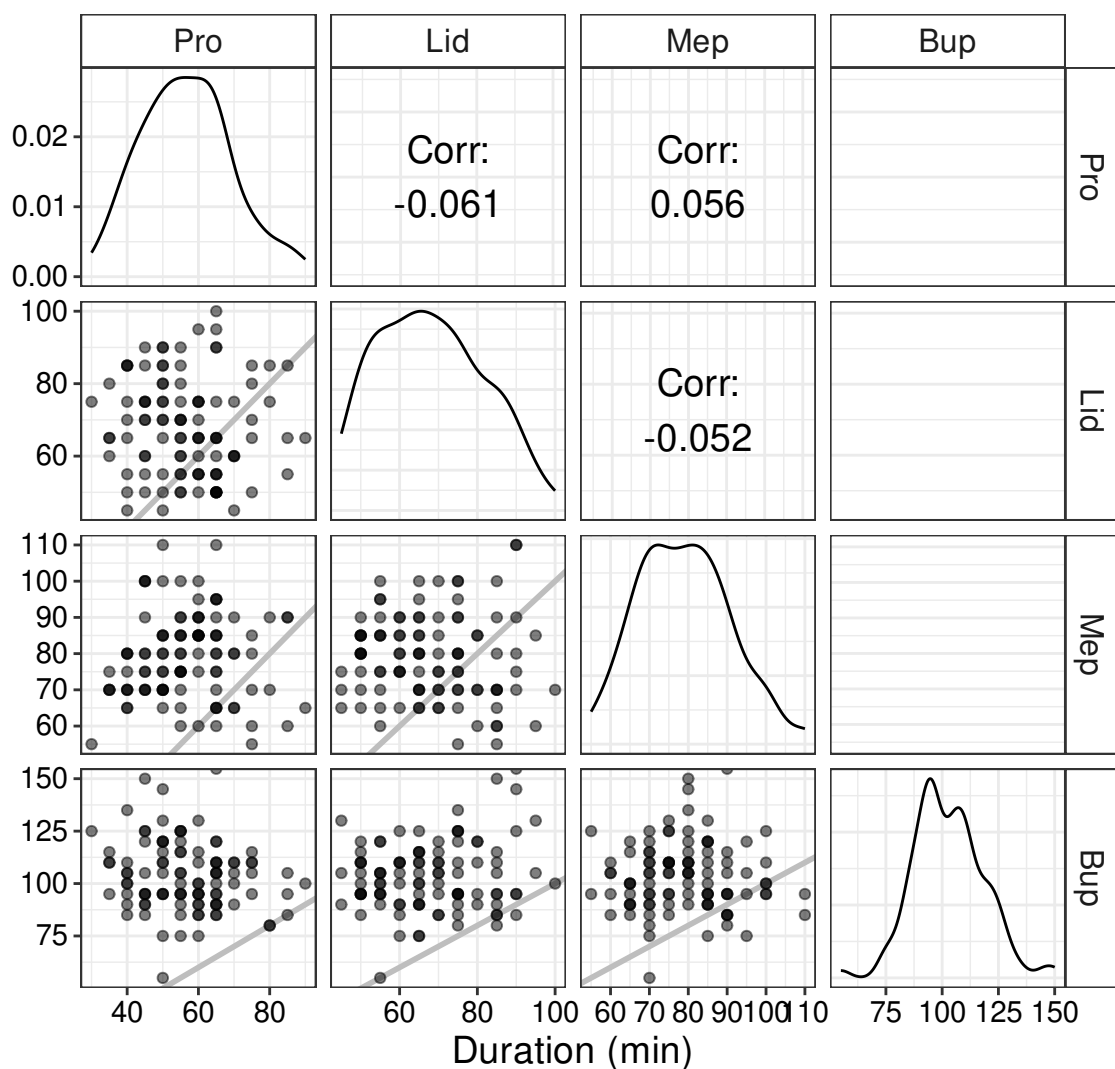 Pro Lid Mep Bup
0.02
0.01
0.00
Corr:
-0.061
Corr:
0.056
Pro
100
80
60
Corr:
-0.052
Lid
110
100
90
80
70
60
Mep
150
125
100
75
Bup
40 60 80 60 80 100 60 70 80 90 100 110 75 100 125 150
Duration (min)